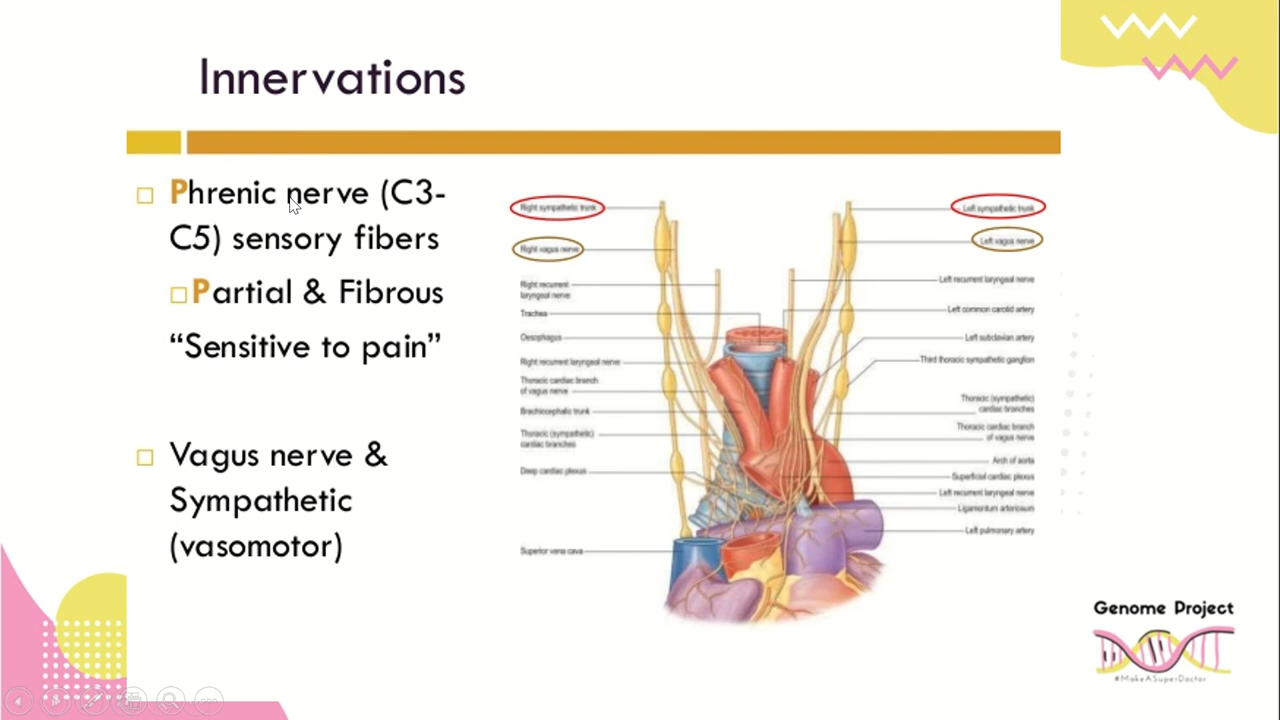 Innervations
Phrenic nerve (C3-
C5) sensory fibers
Partial & Fibrous
“Sensitive to pain”
Vagus nerve &
Sympathetic
(vasomotor)
Right sympathetic trunk
Right vagus nerve
Right recurrent
laryngeal nerve
Trachea
Oesophagus
Right recurrent laryngeal nerve
Thoracic cardiac branch
of vagus nerve
Brachiocephalic trunk
Thoracic (sympathetic)
cardiac branches
Deep cardiac plexus
Superior vena cava
Left sympathetic trunk
Left vagus nerve
Left recurrent laryngeal nerve
Left common carotid artery
Left subclavian artery
Third thoracic sympathetic ganglion
Thoracic (sympathetic)
cardiac branches
Thoracic cardiac branch
of vagus nerve
Arch of aorta
Superficial cardiac plexus
Left recurrent laryngeal nerve
Ligamentum arteriosum
Left pulmonary artery
Genome Project
#MakeASuperDoctor